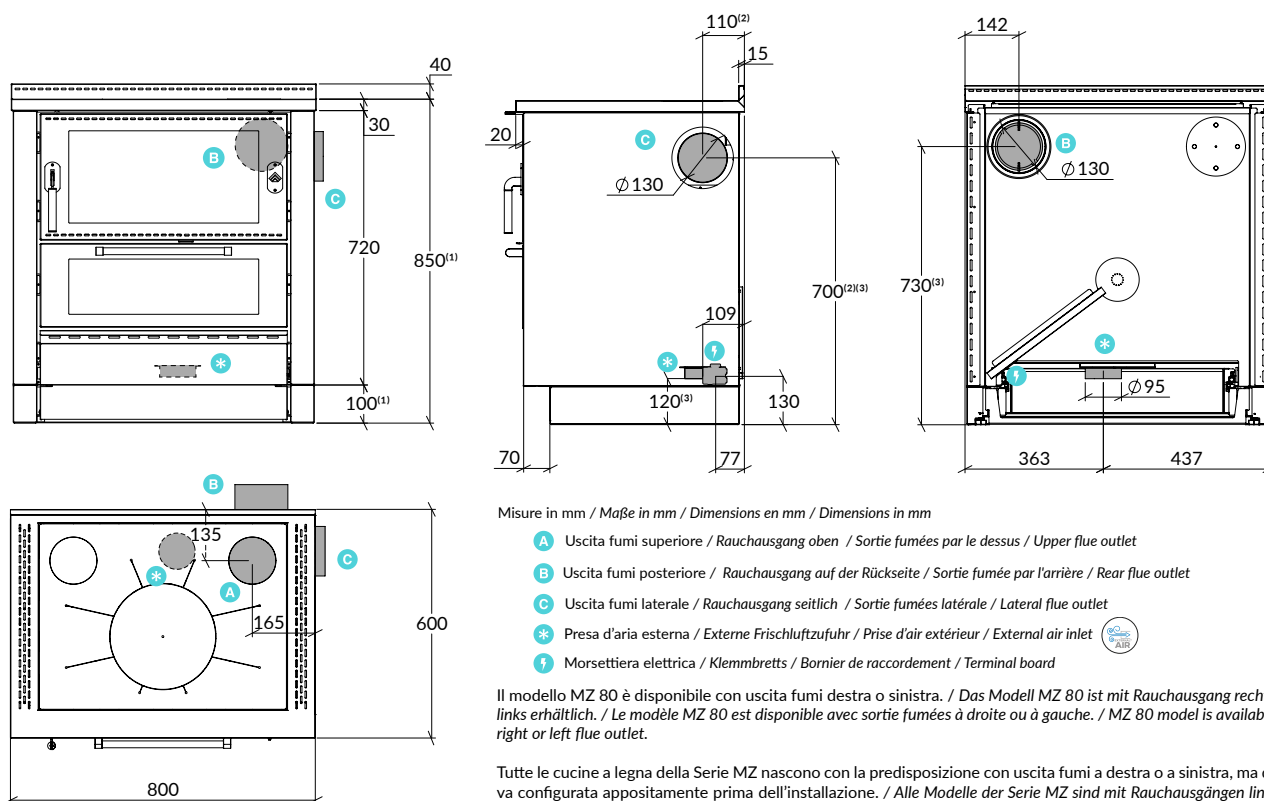 40
30
720
850(1)
100(1)
B
C
*
110(2)
15
20
C
Ø130
700(2)(3)
109
*
120(3)
130
70
77
142
B
Ø130
730(3)
*
Ø95
363
437
B
135
*
A
C
165
600
800
Misure in mm / Maße in mm / Dimensions en mm / Dimensions in mm
A Uscita fumi superiore / Rauchausgang oben / Sortie fumées par le dessus / Upper flue outlet
B Uscita fumi posteriore / Rauchausgang auf der Rückseite / Sortie fumée par l'arrière / Rear flue outlet
C Uscita fumi laterale / Rauchausgang seitlich / Sortie fumées latérale / Lateral flue outlet
* Presa d'aria esterna / Externe Frischluftzufuhr / Prise d'air extérieur / External air inlet AIR
Morsettiera elettrica / Klemmbretts / Bornier de raccordement / Terminal board
Il modello MZ 80 è disponibile con uscita fumi destra o sinistra. / Das Modell MZ 80 ist mit Rauchausgang rech
links erhältlich. / Le modèle MZ 80 est disponible avec sortie fumées à droite ou à gauche. / MZ 80 model is availab
right or left flue outlet.
Tutte le cucine a legna della Serie MZ nascono con la predisposizione con uscita fumi a destra o a sinistra, ma
va configurata appositamente prima dell'installazione. / Alle Modelle der Serie MZ sind mit Rauchausgängen lin